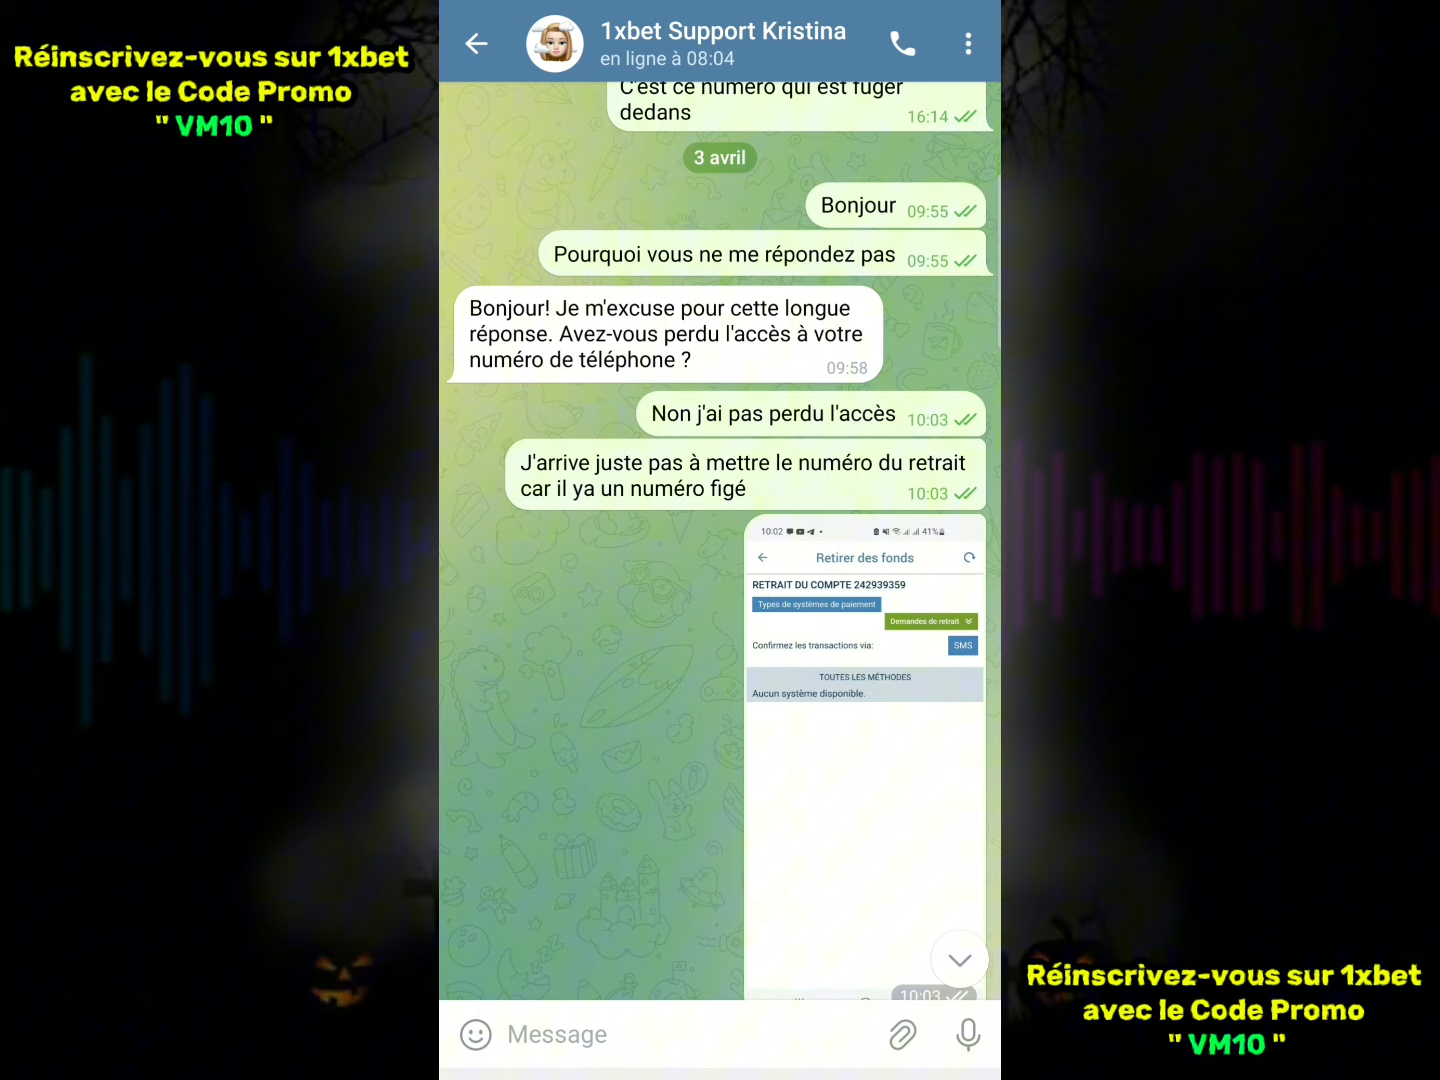 Réinscrivez-vous sur 1xbet
avec le Code Promo
" VM10 "
1xbet Support Kristina
en ligne à 08:04
C'est ce numéro qui est fuger
dedans
16:14
3 avril
Bonjour 09:55
Pourquoi vous ne me répondez pas 09:55
Bonjour! Je m'excuse pour cette longue
réponse. Avez-vous perdu l'accès à votre
numéro de téléphone ?
09:58
Non j'ai pas perdu l'accès 10:03
J'arrive juste pas à mettre le numéro du retrait
car il ya un numéro figé
10:03
10:02 41%
Retirer des fonds
RETRAIT DU COMPTE 242939359
Types de systèmes de paiement
Demandes de retrait
Confirmez les transactions via: SMS
TOUTES LES MÉTHODES
Aucun système disponible.
10:03
Message
Réinscrivez-vous sur 1xbet
avec le Code Promo
" VM10 "